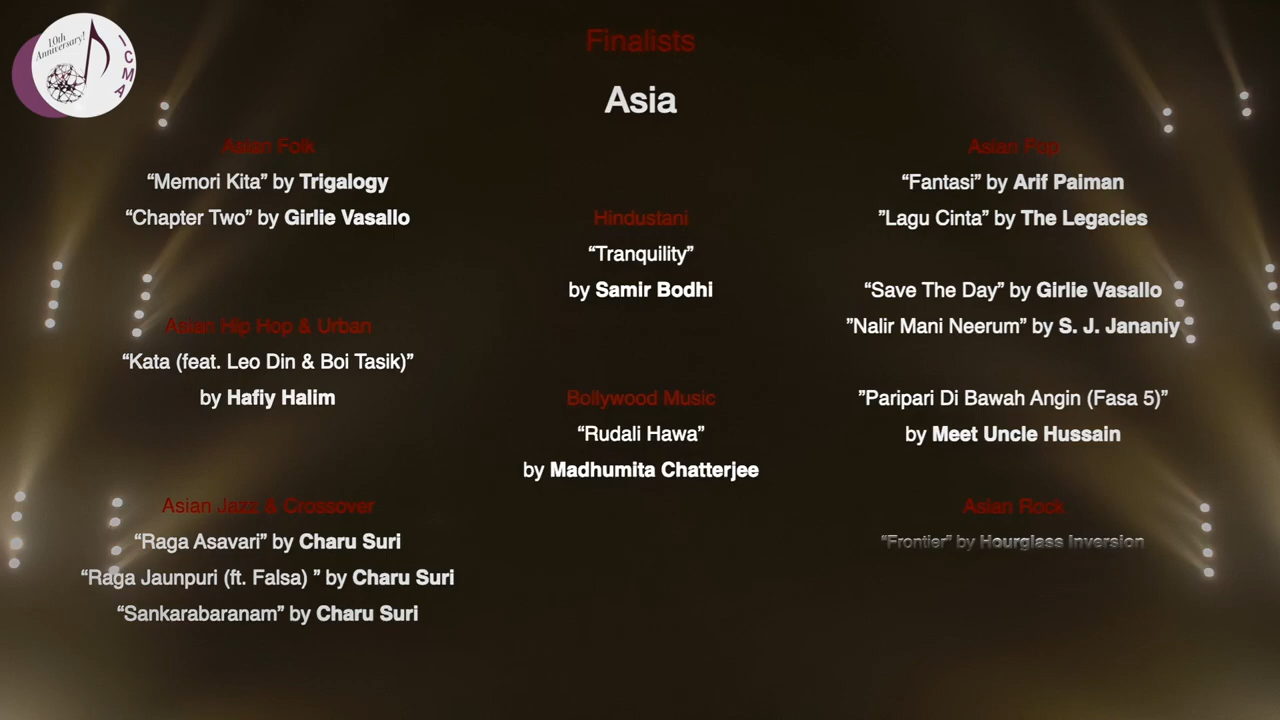 10th
Anniversary!
ICMA
Finalists
Asia
Asian Folk
“Memori Kita” by Trigalogy
“Chapter Two” by Girlie Vasallo
Asian Hip Hop & Urban
“Kata (feat. Leo Din & Boi Tasik)”
by Hafiy Halim
Asian Jazz & Crossover
“Raga Asavari” by Charu Suri
“Raga Jaunpuri (ft. Falsa) ” by Charu Suri
“Sankarabaranam” by Charu Suri
Hindustani
“Tranquility”
by Samir Bodhi
Bollywood Music
“Rudali Hawa”
by Madhumita Chatterjee
Asian Pop
“Fantasi” by Arif Paiman
”Lagu Cinta” by The Legacies
“Save The Day” by Girlie Vasallo
”Nalir Mani Neerum” by S. J. Jananiy
”Paripari Di Bawah Angin (Fasa 5)”
by Meet Uncle Hussain
Asian Rock
“Frontier” by Hourglass Inversion